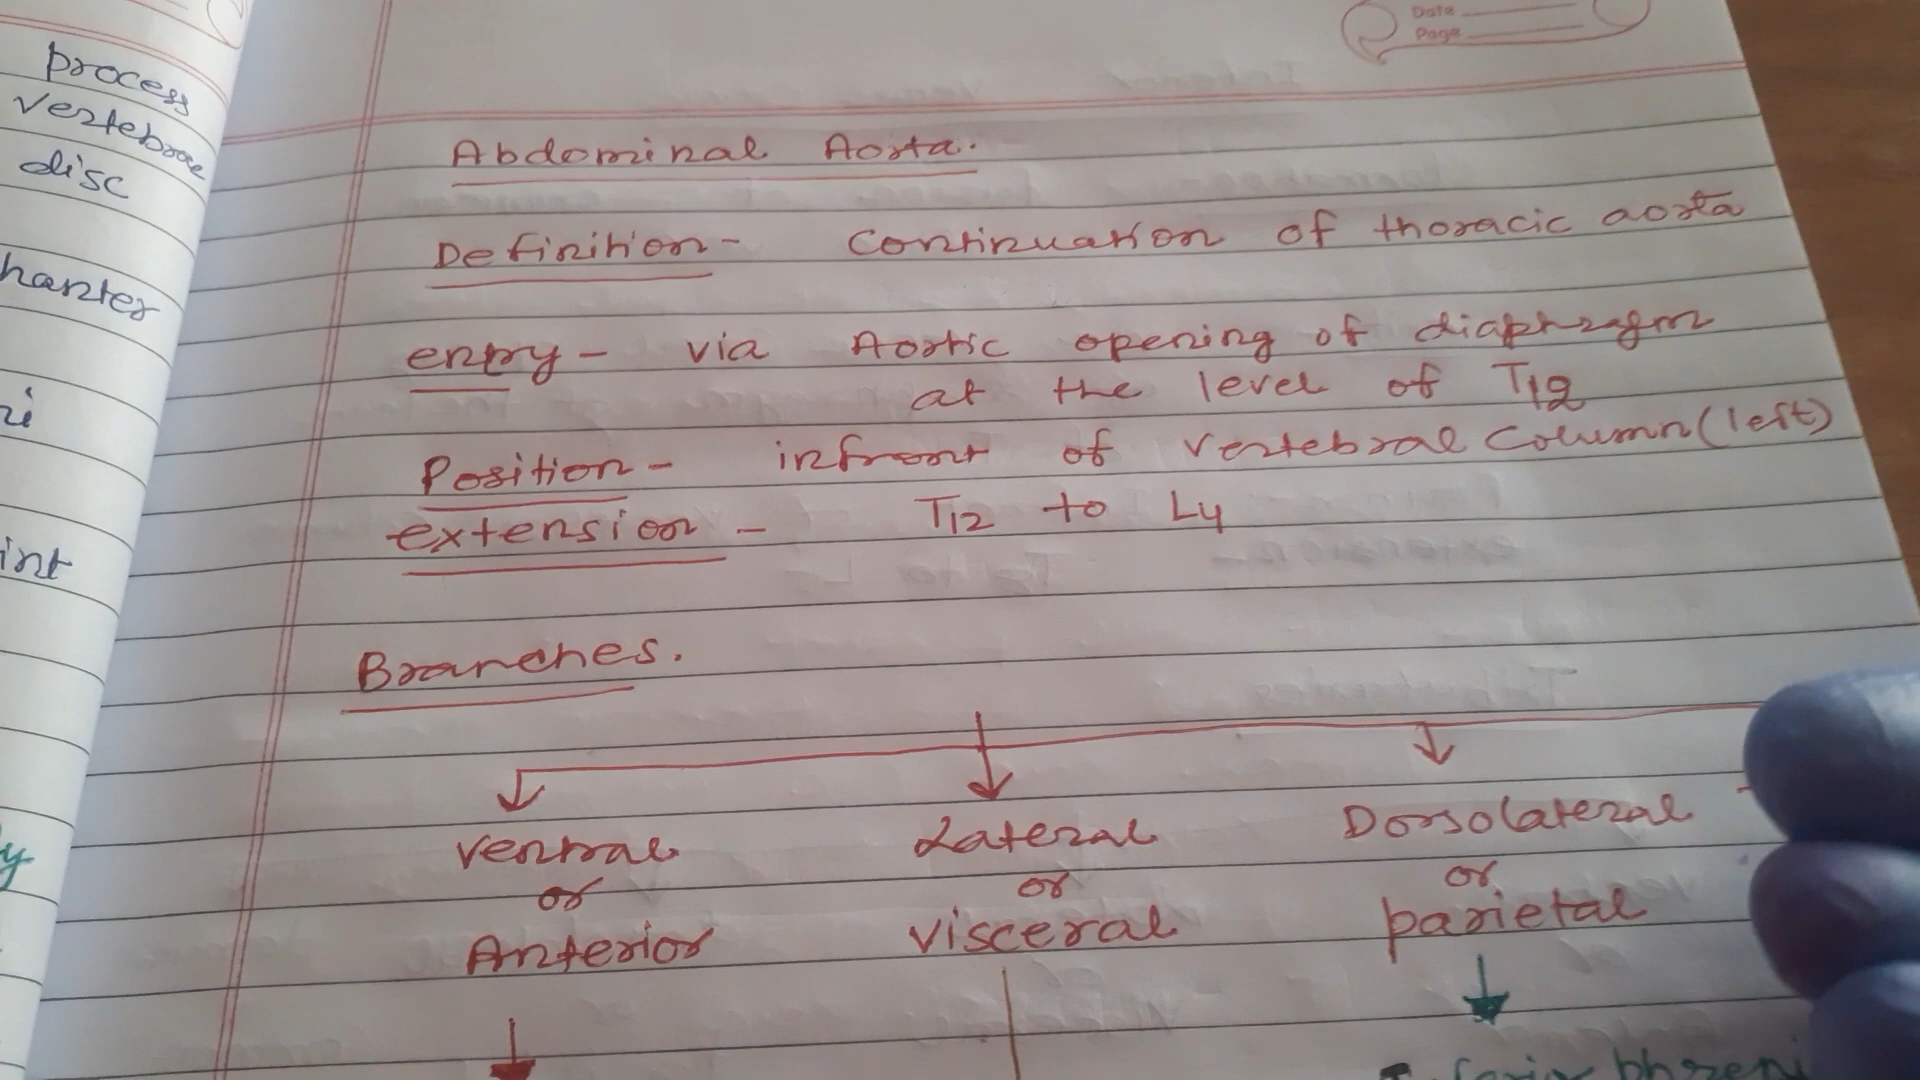 process
vertebrae
disc
int
Date
Page
Abdominal Aorta.
Definition - Continuation of thoracic aorta
entry - via Aortic opening of diaphragm
at the level of T12
Position - infront of vertebral Column (left)
extension - T12 to L4
Branches.
Ventral Lateral Dorsolateral
or or or
Anterior visceral parietal